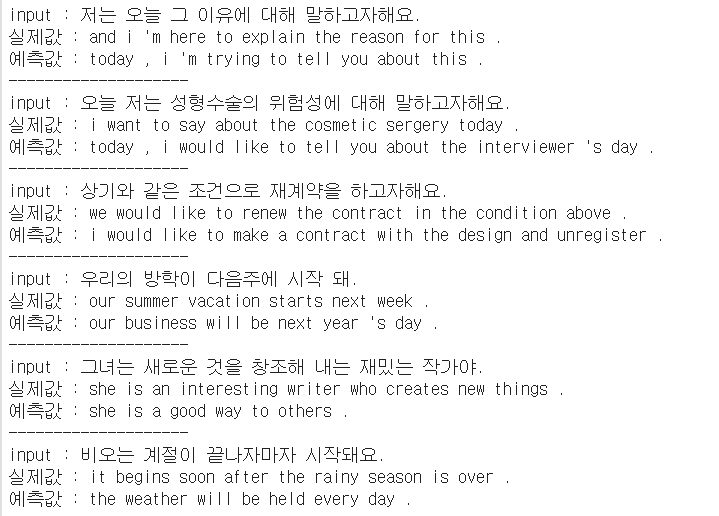 input : 저는 오늘 그 이유에 대해 말하고자해요.
실제값 : and i 'm here to explain the reason for this .
예측값 : today , i 'm trying to tell you about this .
--------------------
input : 오늘 저는 성형수술의 위험성에 대해 말하고자해요.
실제값 : i want to say about the cosmetic sergery today .
예측값 : today , i would like to tell you about the interviewer 's day .
--------------------
input : 상기와 같은 조건으로 재계약을 하고자해요.
실제값 : we would like to renew the contract in the condition above .
예측값 : i would like to make a contract with the design and unregister .
--------------------
input : 우리의 방학이 다음주에 시작 돼.
실제값 : our summer vacation starts next week .
예측값 : our business will be next year 's day .
--------------------
input : 그녀는 새로운 것을 창조해 내는 재밌는 작가야.
실제값 : she is an interesting writer who creates new things .
예측값 : she is a good way to others .
--------------------
input : 비오는 계절이 끝나자마자 시작돼요.
실제값 : it begins soon after the rainy season is over .
예측값 : the weather will be held every day .